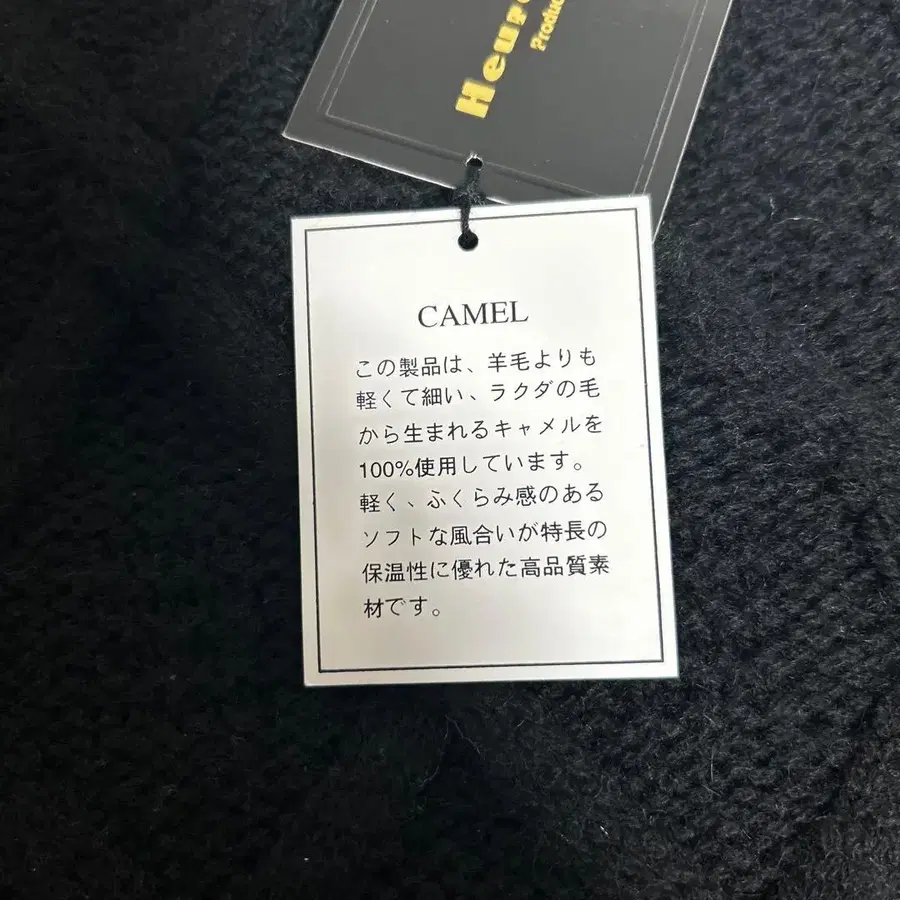 CAMEL
この製品は、羊毛よりも
軽くて細い、ラクダの毛
から生まれるキャメルを
100%使用しています。
軽く、ふくらみ感のある
ソフトな風合いが特長の
保温性に優れた高品質素
材です。